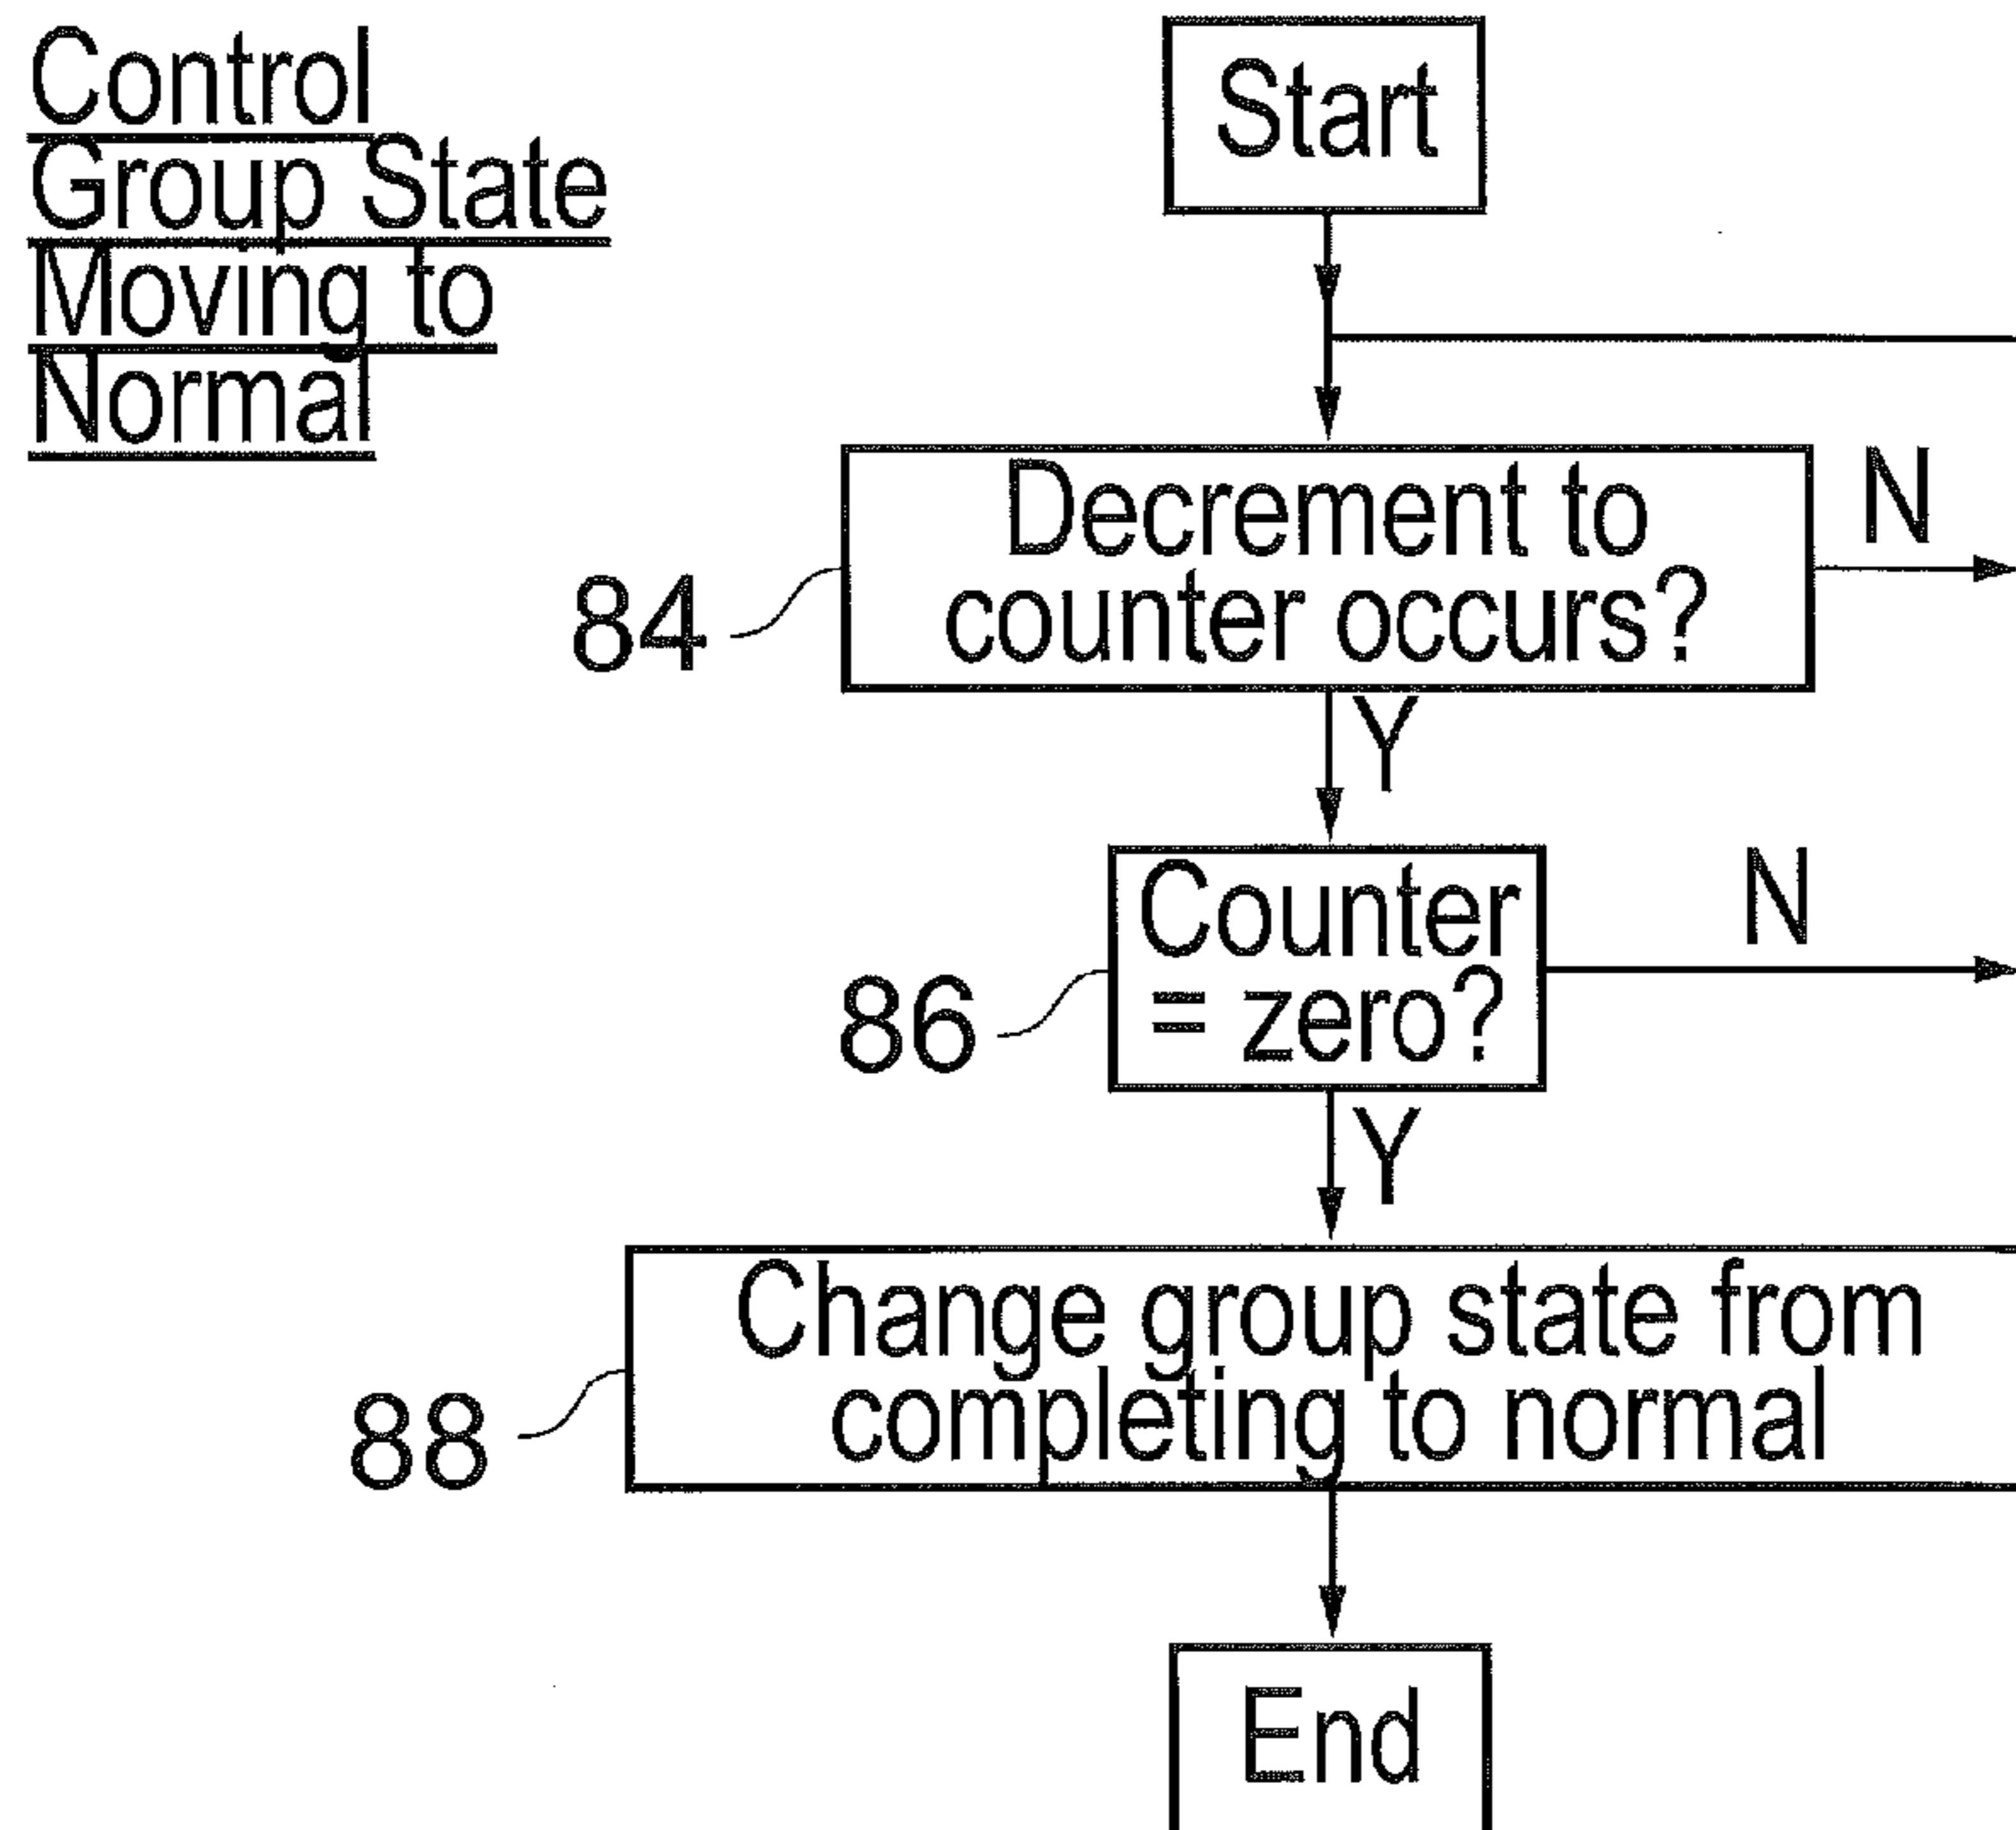 Control
Group State
Moving to
Normal
Start
Decrement to
counter occurs?
N
84
Y
Counter
= zero?
N
86
Y
Change group state from
completing to normal
88
End